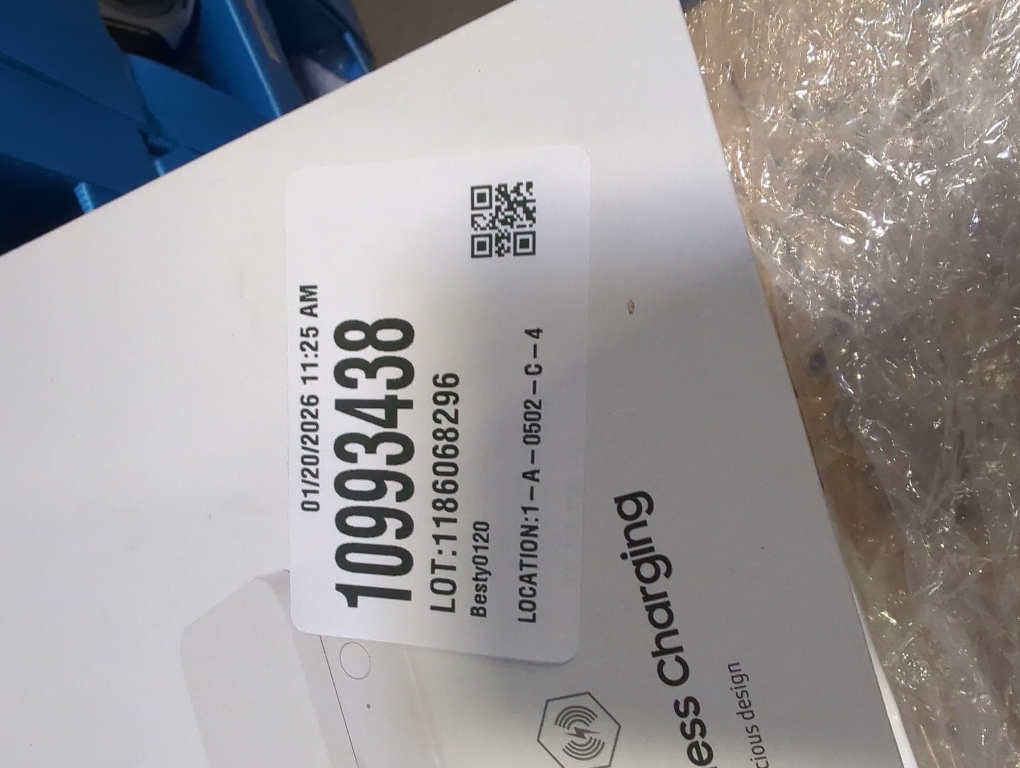 01/20/2026 11:25 AM
10993438
LOT:1186068296
Besty0120
LOCATION:1-A-0502-C-4
ess Charging
cious design